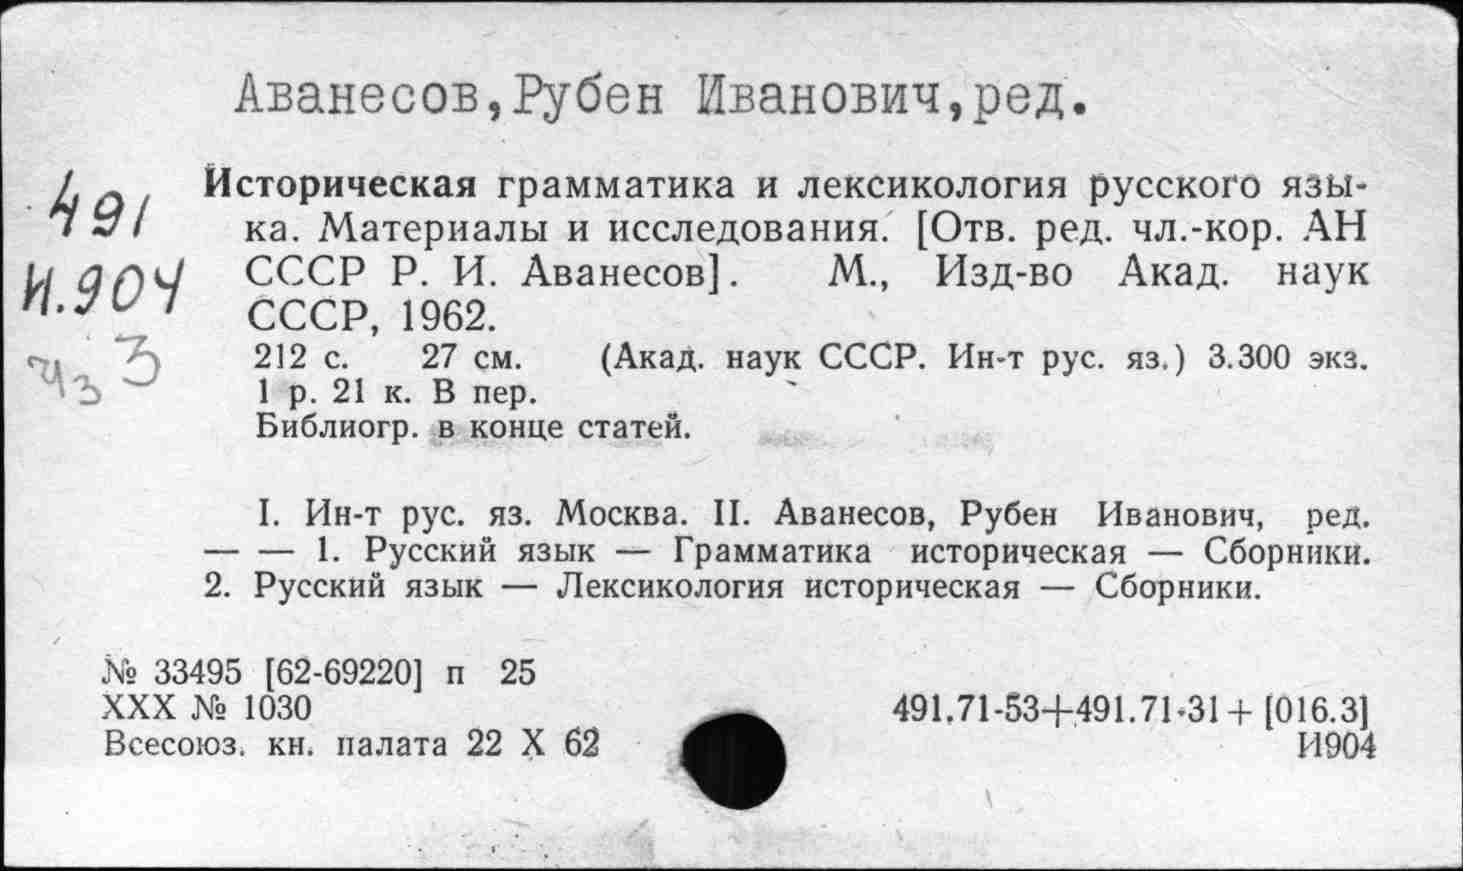 Аванесов,Рубен Иванович,ред.
491
И.904
Историческая грамматика и лексикология русского язы-
ка. Материалы и исследования. [Отв. ред. чл.-кор. АН
СССР Р. И. Аванесов]. М., Изд-во Акад. наук
СССР, 1962.
212 с. 27 см. (Акад. наук СССР. Ин-т рус. яз.) 3.300 экз.
1 р. 21 к. В пер.
Библиогр. в конце статей.
I. Ин-т рус. яз. Москва. II. Аванесов, Рубен Иванович, ред.
— — 1. Русский язык — Грамматика историческая — Сборники.
2. Русский язык — Лексикология историческая — Сборники.
№ 33495 [62-69220] п 25
XXX № 1030
Всесоюз. кн. палата 22 X 62
491.71-53+491.71-31+ [016.3]
И904